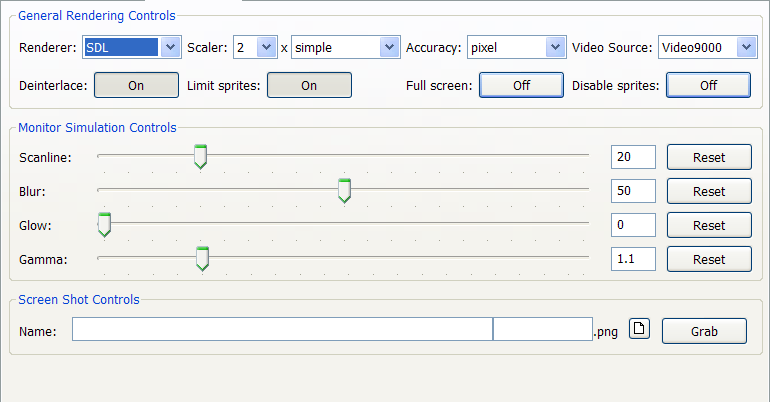 General Rendering Controls
Renderer: SDL Scaler: 2 x simple Accuracy: pixel Video Source: Video9000
Deinterlace: On Limit sprites: On Full screen: Off Disable sprites: Off
Monitor Simulation Controls
Scanline: 20 Reset
Blur: 50 Reset
Glow: 0 Reset
Gamma: 1.1 Reset
Screen Shot Controls
Name: .png Grab